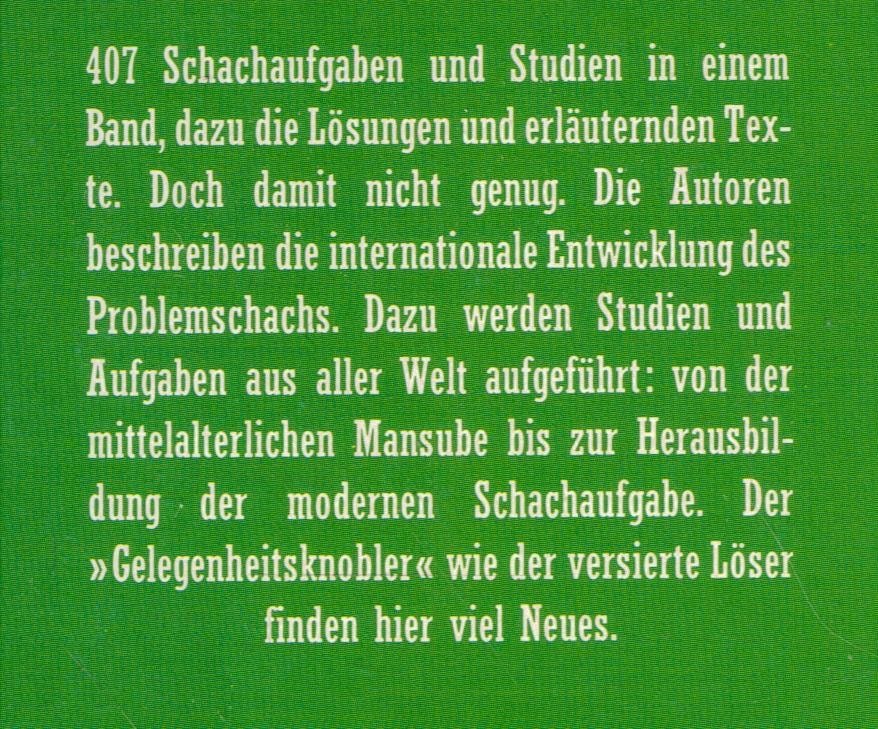 407 Schachaufgaben und Studien in einem
Band, dazu die Lösungen und erläuternden Tex-
te. Doch damit nicht genug. Die Autoren
beschreiben die internationale Entwicklung des
Problemschachs. Dazu werden Studien und
Aufgaben aus aller Welt aufgeführt: von der
mittelalterlichen Mansube bis zur Herausbil-
dung der modernen Schachaufgabe. Der
»Gelegenheitsknobler« wie der versierte Löser
finden hier viel Neues.